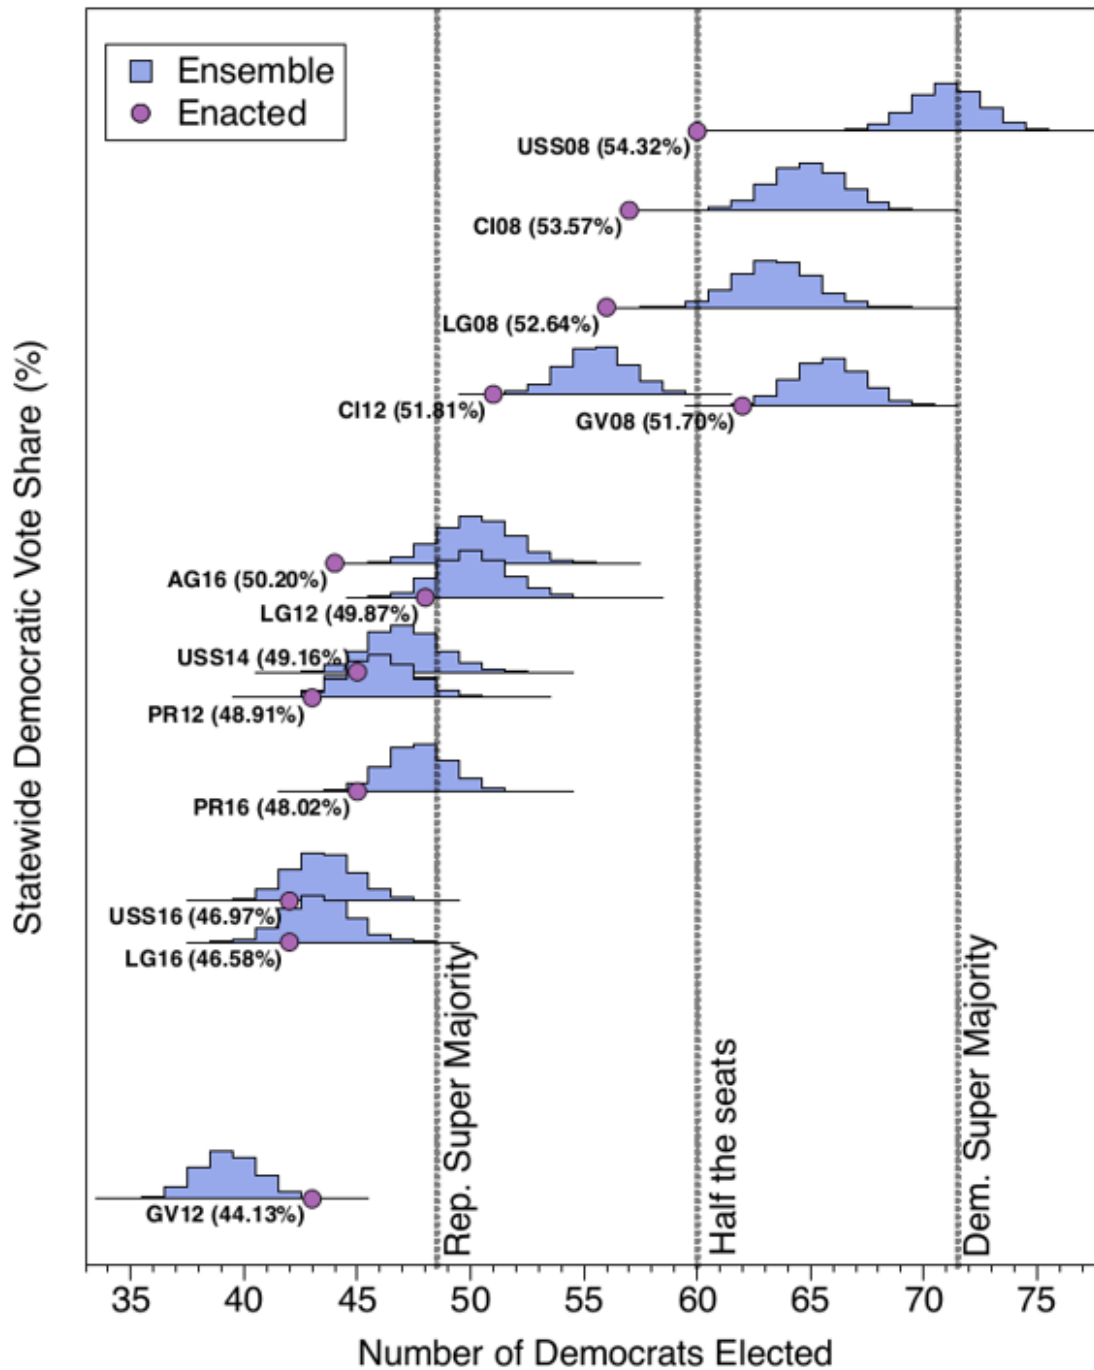 Ensemble
Enacted
USS08 (54.32%)
CI08 (53.57%)
LG08 (52.64%)
CI12 (51.81%)
GV08 (51.70%)
AG16 (50.20%)
LG12 (49.87%)
USS14 (49.16%)
PR12 (48.91%)
PR16 (48.02%)
USS16 (46.97%)
LG16 (46.58%)
GV12 (44.13%)
Rep. Super Majority
Half the seats
Dem. Super Majority
Statewide Democratic Vote Share (%)
35 40 45 50 55 60 65 70 75
Number of Democrats Elected